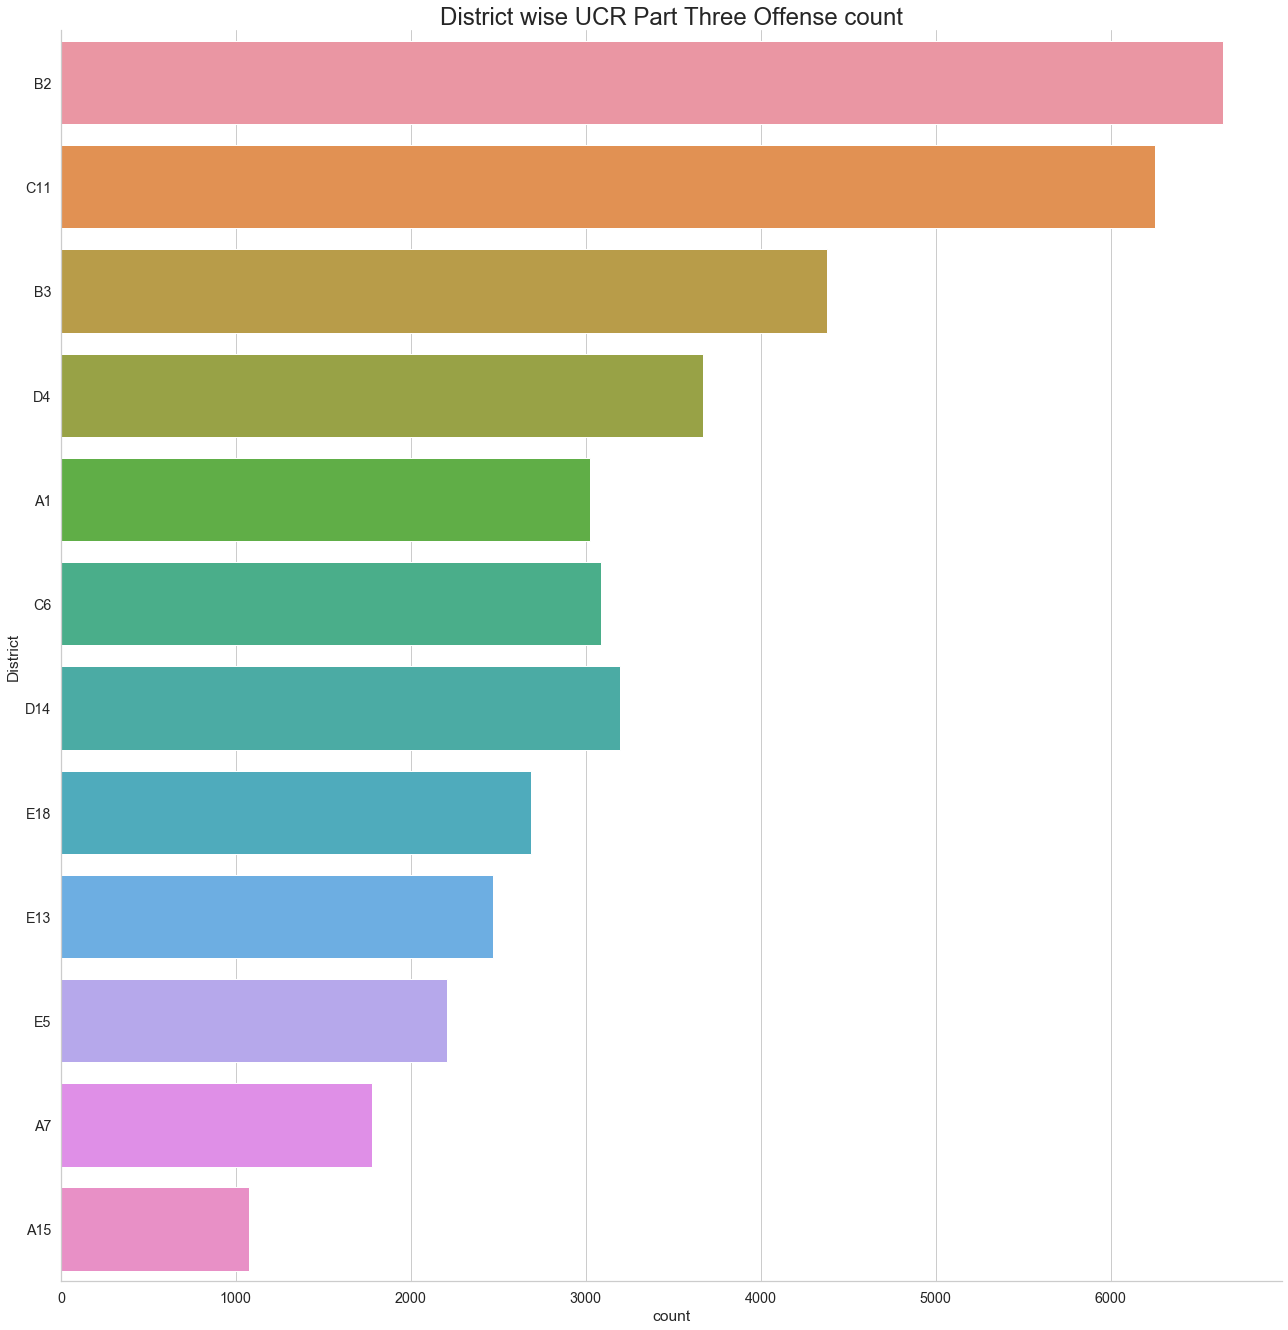 District wise UCR Part Three Offense count
B2
C11
B3
D4
A1
C6
District
D14
E18
E13
E5
A7
A15
0 1000 2000 3000 4000 5000 6000
count